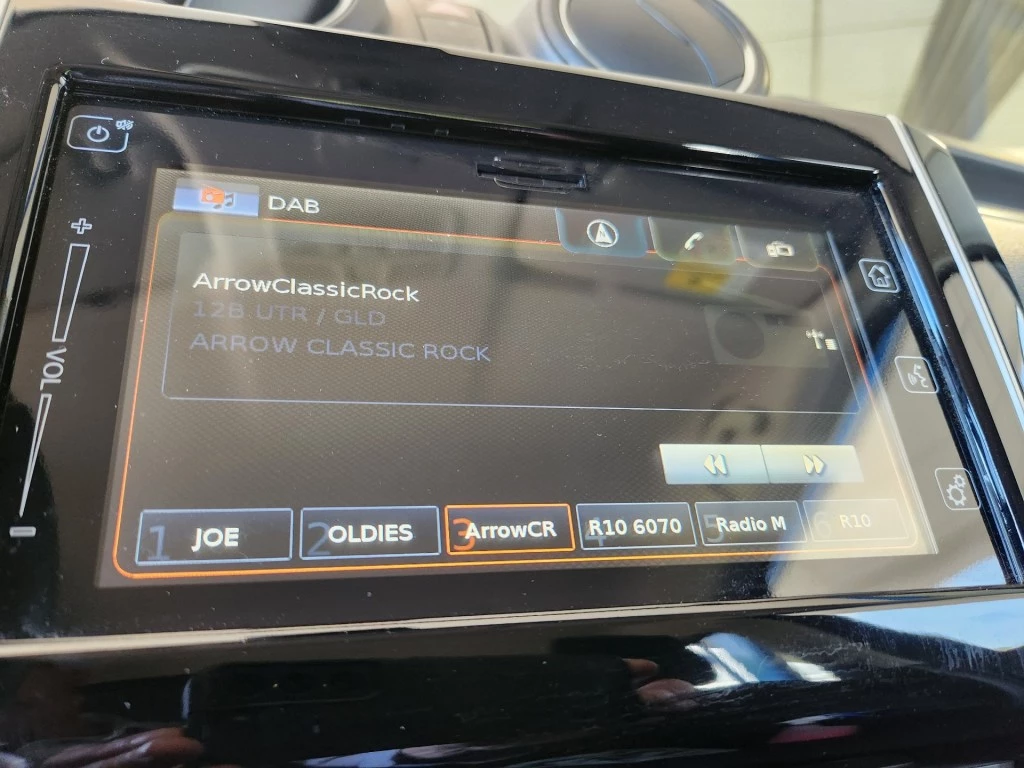 DAB
ArrowClassicRock
12B UTR / GLD
ARROW CLASSIC ROCK
VOL
1 JOE
2 OLDIES
3 ArrowCR
4 R10 6070
5 Radio M
6 R10